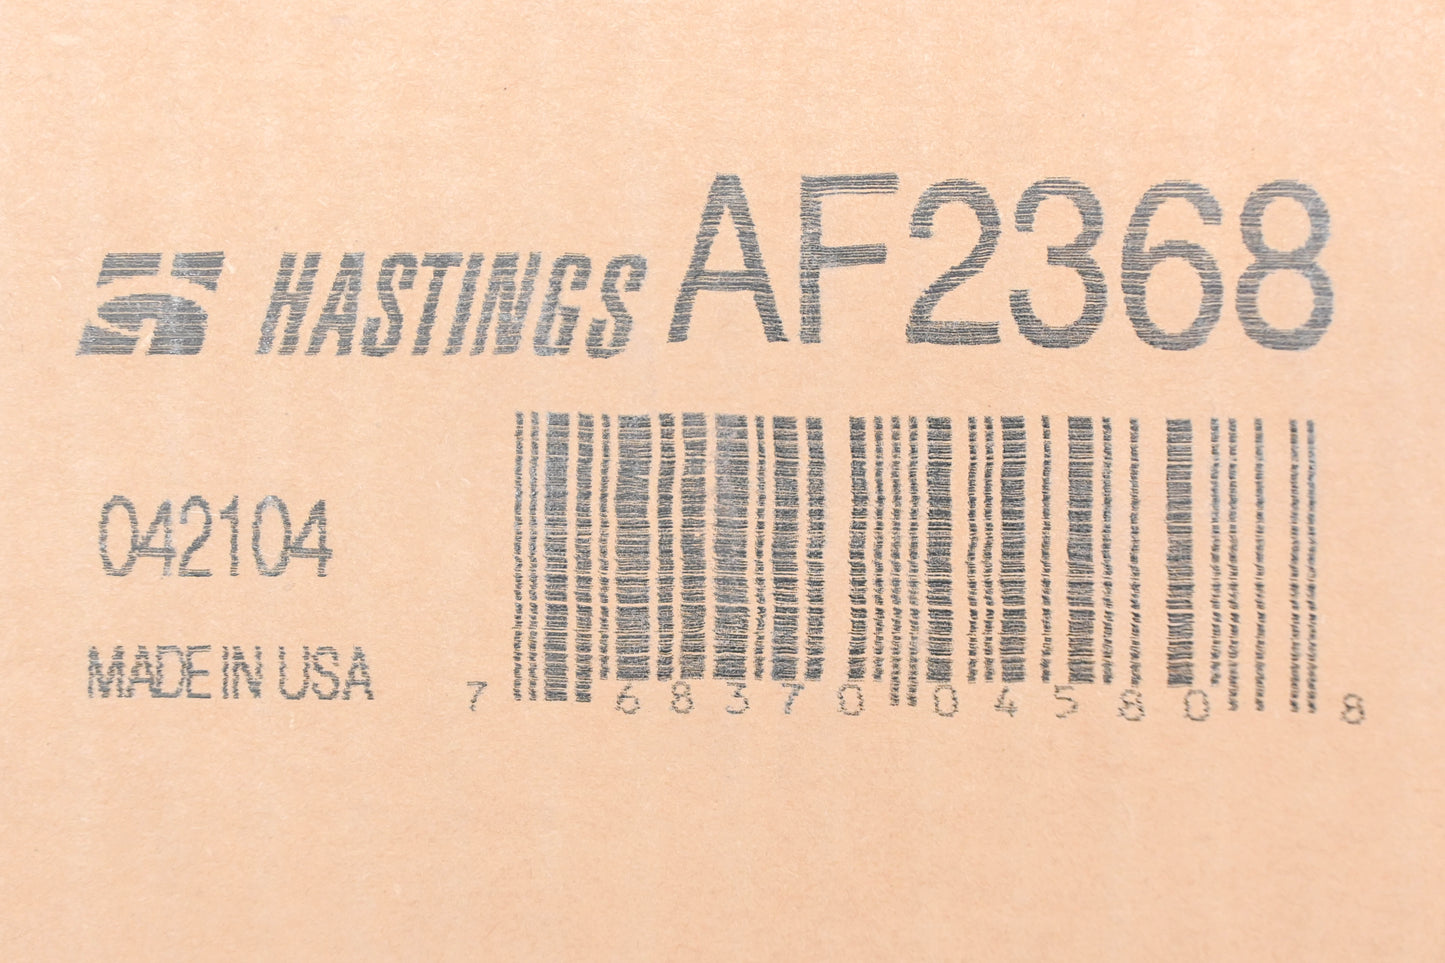 HASTINGS AF2368
042104
MADE IN USA
7 68370 04580 8